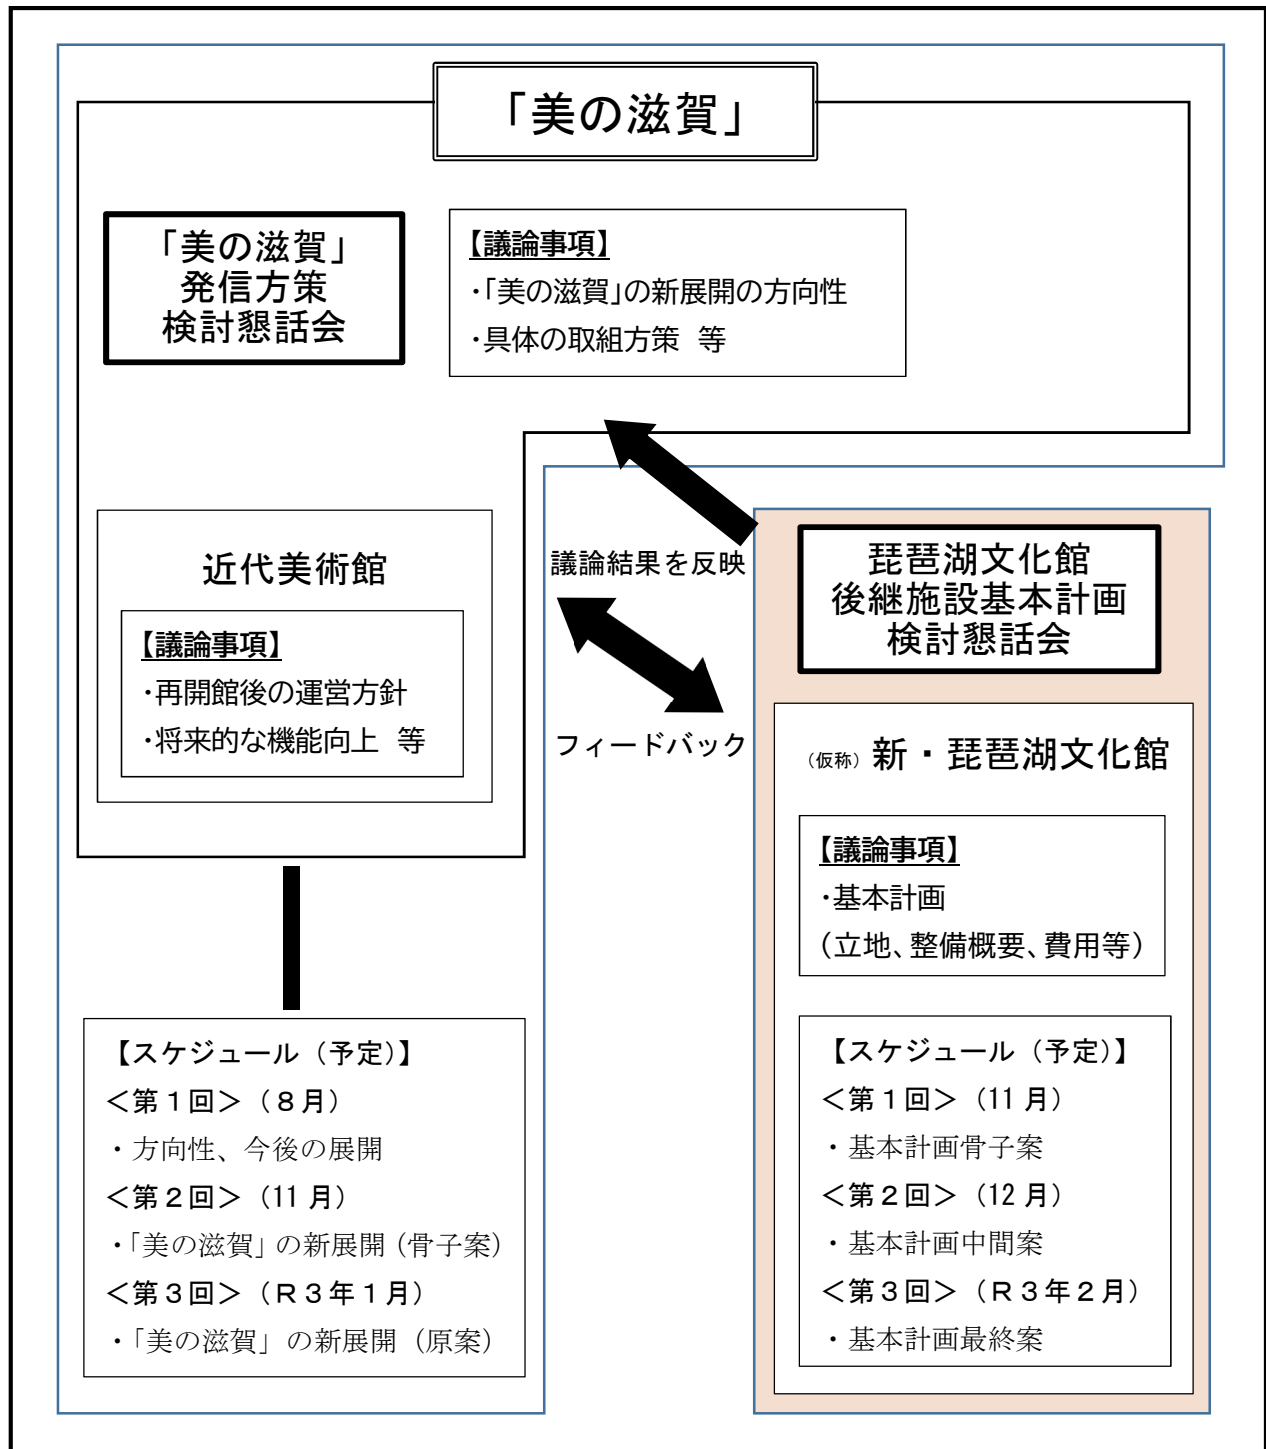 「美の滋賀」
「美の滋賀」
発信方策
検討懇話会
【議論事項】
・「美の滋賀」の新展開の方向性
・具体の取組方策　等
近代美術館
【議論事項】
・再開館後の運営方針
・将来的な機能向上　等
議論結果を反映
フィードバック
琵琶湖文化館
後継施設基本計画
検討懇話会
（仮称）新・琵琶湖文化館
【議論事項】
・基本計画
（立地、整備概要、費用等）
【スケジュール（予定）】
＜第１回＞（８月）
・方向性、今後の展開
＜第２回＞（11月）
・「美の滋賀」の新展開（骨子案）
＜第３回＞（Ｒ３年１月）
・「美の滋賀」の新展開（原案）
【スケジュール（予定）】
＜第１回＞（11月）
・基本計画骨子案
＜第２回＞（12月）
・基本計画中間案
＜第３回＞（Ｒ３年２月）
・基本計画最終案